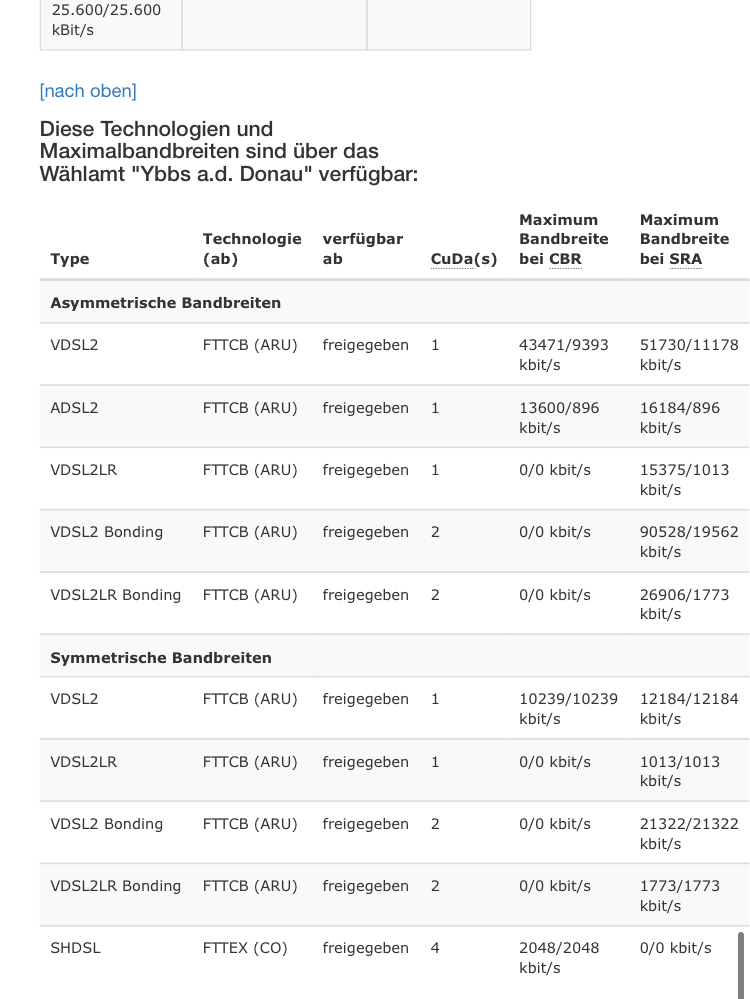 25.600/25.600
kBit/s
[nach oben]
Diese Technologien und
Maximalbandbreiten sind über das
Wählamt "Ybbs a.d. Donau" verfügbar:
Type Technologie (ab) verfügbar ab CuDa(s) Maximum Bandbreite bei CBR Maximum Bandbreite bei SRA
Asymmetrische Bandbreiten
VDSL2 FTTCB (ARU) freigegeben 1 43471/9393 kbit/s 51730/11178 kbit/s
ADSL2 FTTCB (ARU) freigegeben 1 13600/896 kbit/s 16184/896 kbit/s
VDSL2LR FTTCB (ARU) freigegeben 1 0/0 kbit/s 15375/1013 kbit/s
VDSL2 Bonding FTTCB (ARU) freigegeben 2 0/0 kbit/s 90528/19562 kbit/s
VDSL2LR Bonding FTTCB (ARU) freigegeben 2 0/0 kbit/s 26906/1773 kbit/s
Symmetrische Bandbreiten
VDSL2 FTTCB (ARU) freigegeben 1 10239/10239 kbit/s 12184/12184 kbit/s
VDSL2LR FTTCB (ARU) freigegeben 1 0/0 kbit/s 1013/1013 kbit/s
VDSL2 Bonding FTTCB (ARU) freigegeben 2 0/0 kbit/s 21322/21322 kbit/s
VDSL2LR Bonding FTTCB (ARU) freigegeben 2 0/0 kbit/s 1773/1773 kbit/s
SHDSL FTTEX (CO) freigegeben 4 2048/2048 kbit/s 0/0 kbit/s